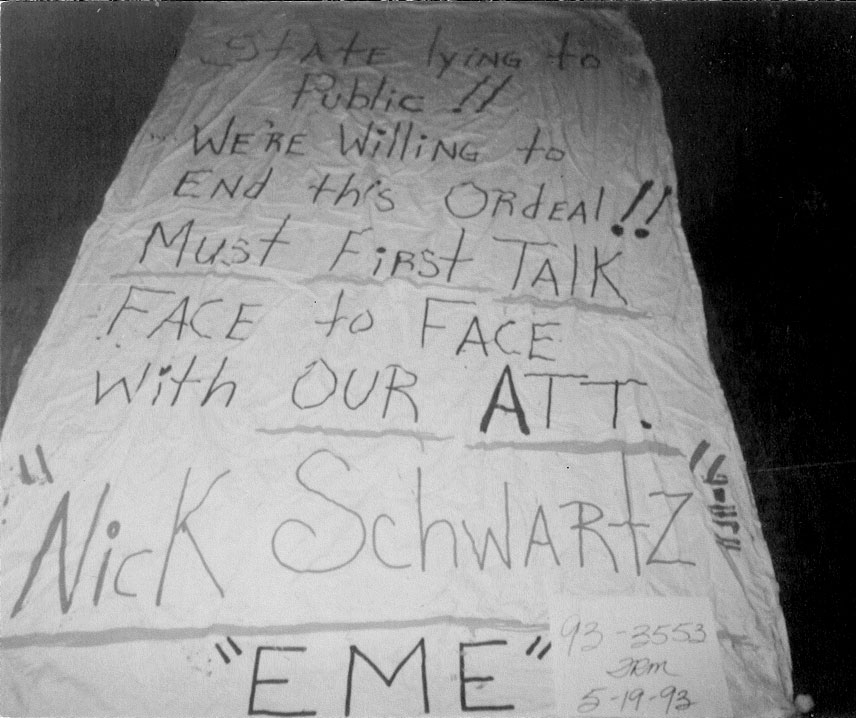 State lying to
Public !!
WE'RE Willing to
End this Ordeal!!
Must First Talk
FACE to FACE
With OUR ATT.
"Nick Schwartz"
"EME"
93-3553
JRM
5-19-93